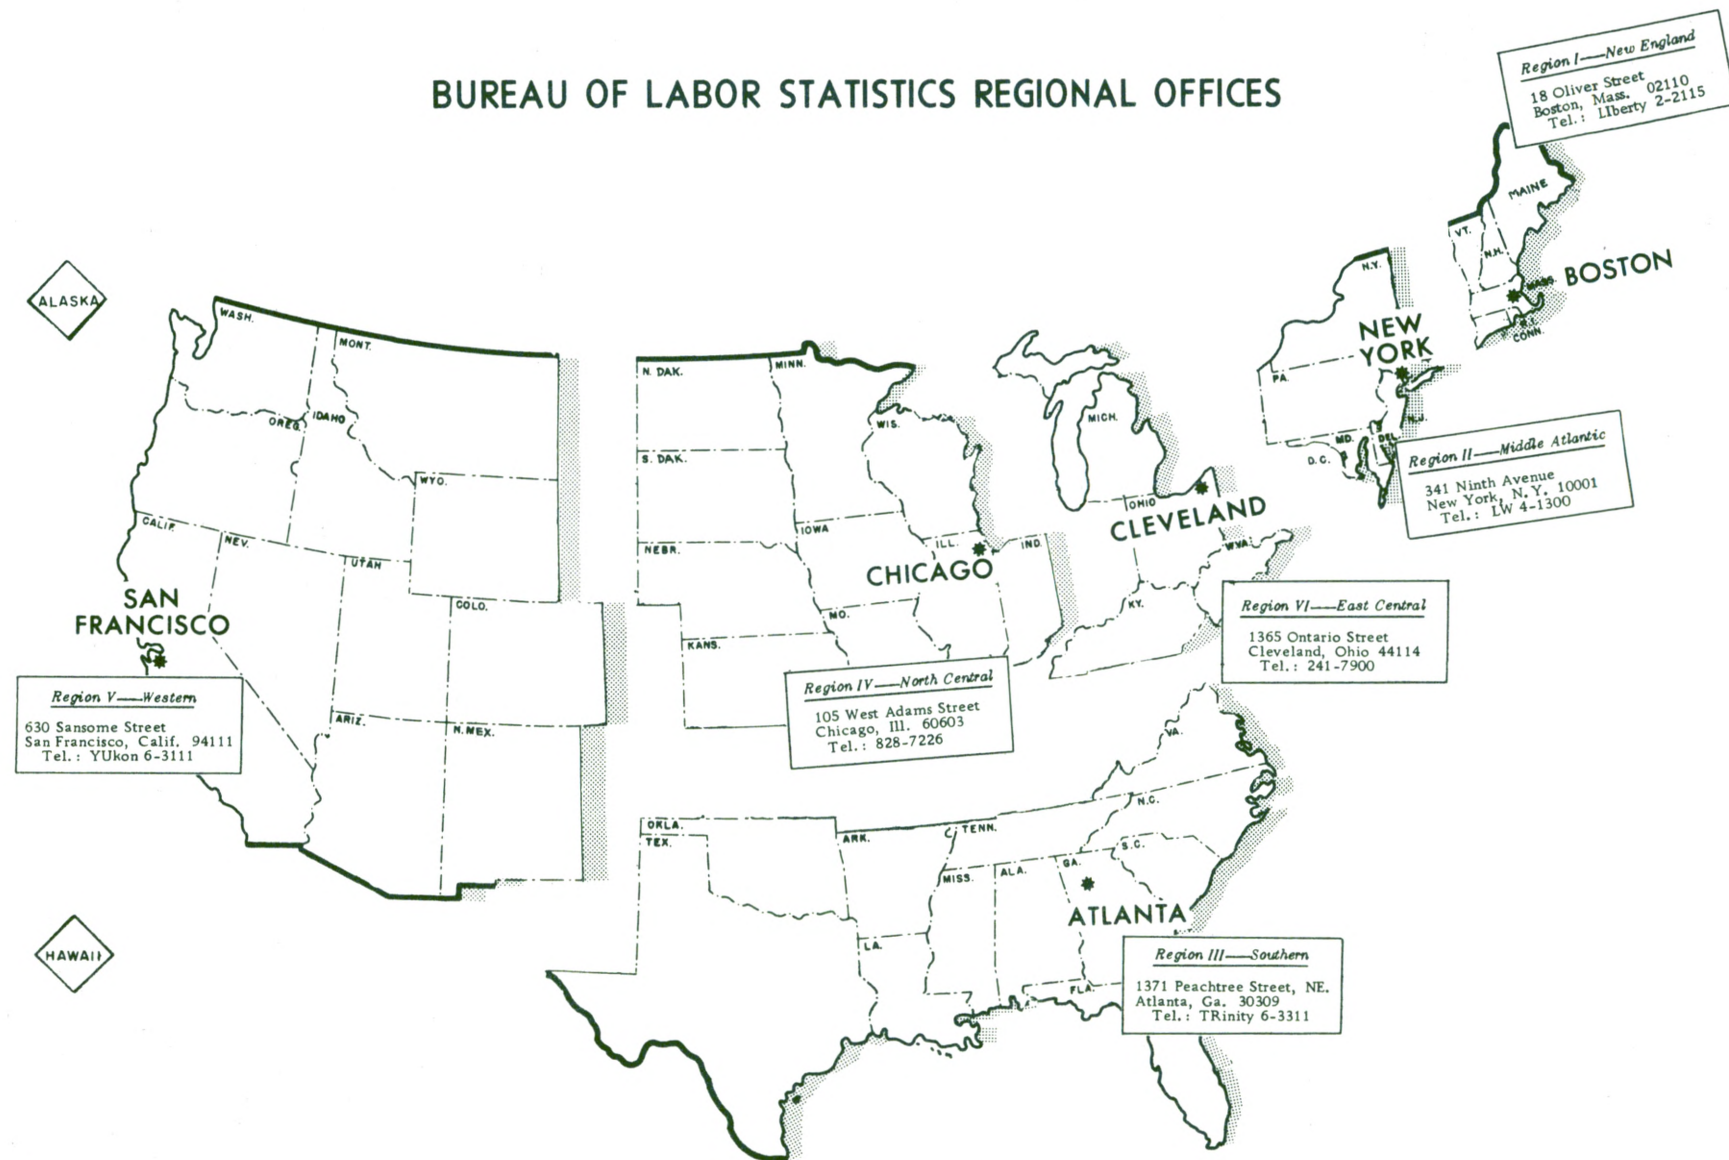 BUREAU OF LABOR STATISTICS REGIONAL OFFICES
Region I—New England
18 Oliver Street
Boston, Mass. 02110
Tel.: LIberty 2-2115
MAINE
VT.
N.H.
MASS.
BOSTON
R.I.
CONN.
N.Y.
NEW
YORK
PA.
N.J.
MD.
DEL.
D.C.
Region II—Middle Atlantic
341 Ninth Avenue
New York, N. Y. 10001
Tel.: LW 4-1300
ALASKA
WASH.
MONT.
IDAHO
OREG.
WYO.
CALIF.
NEV.
UTAH
COLO.
SAN
FRANCISCO
Region V—Western
630 Sansome Street
San Francisco, Calif. 94111
Tel.: YUkon 6-3111
ARIZ.
N.MEX.
HAWAII
N. DAK.
MINN.
S. DAK.
WIS.
IOWA
NEBR.
ILL.
IND.
CHICAGO
MO.
KANS.
Region IV—North Central
105 West Adams Street
Chicago, Ill. 60603
Tel.: 828-7226
MICH.
OHIO
CLEVELAND
W.VA.
KY.
Region VI—East Central
1365 Ontario Street
Cleveland, Ohio 44114
Tel.: 241-7900
VA.
N.C.
OKLA.
TEX.
ARK.
TENN.
S.C.
MISS.
ALA.
GA.
ATLANTA
LA.
FLA.
Region III—Southern
1371 Peachtree Street, NE.
Atlanta, Ga. 30309
Tel.: TRinity 6-3311